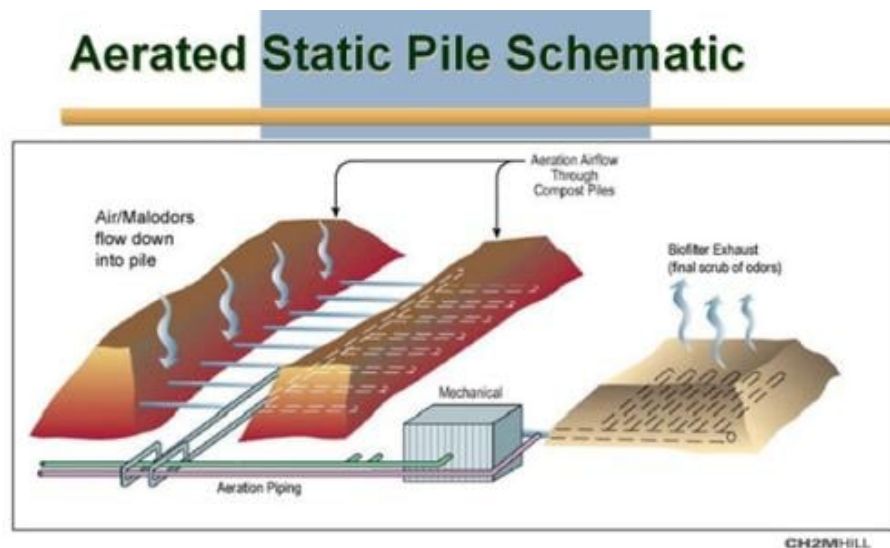 Aerated Static Pile Schematic
Aeration Airflow
Through
Compost Piles
Air/Malodors
flow down
into pile
Biofilter Exhaust
(final scrub of odors)
Mechanical
Aeration Piping
CH2MHILL